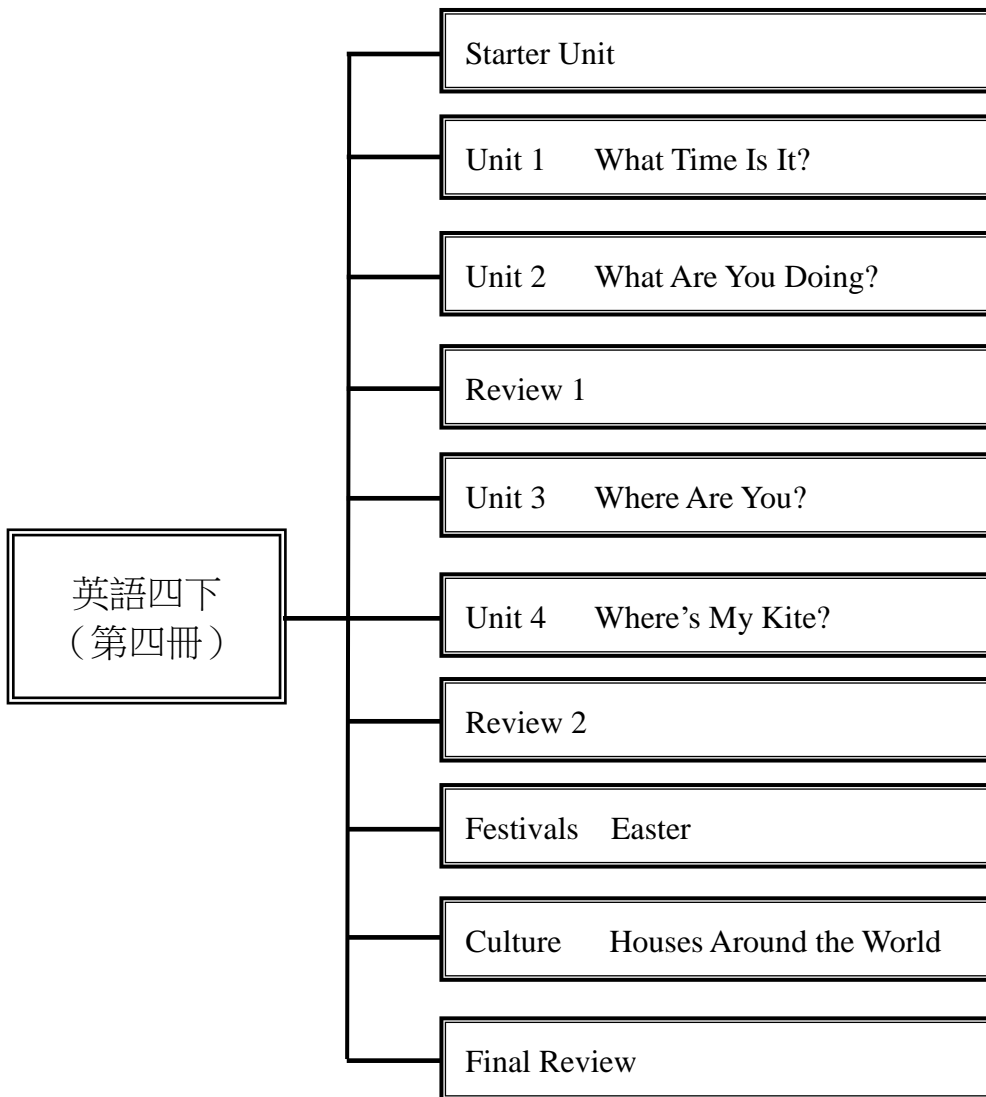 Starter Unit
Unit 1 What Time Is It?
Unit 2 What Are You Doing?
Review 1
Unit 3 Where Are You?
英語四下
（第四冊）
Unit 4 Where’s My Kite?
Review 2
Festivals Easter
Culture Houses Around the World
Final Review